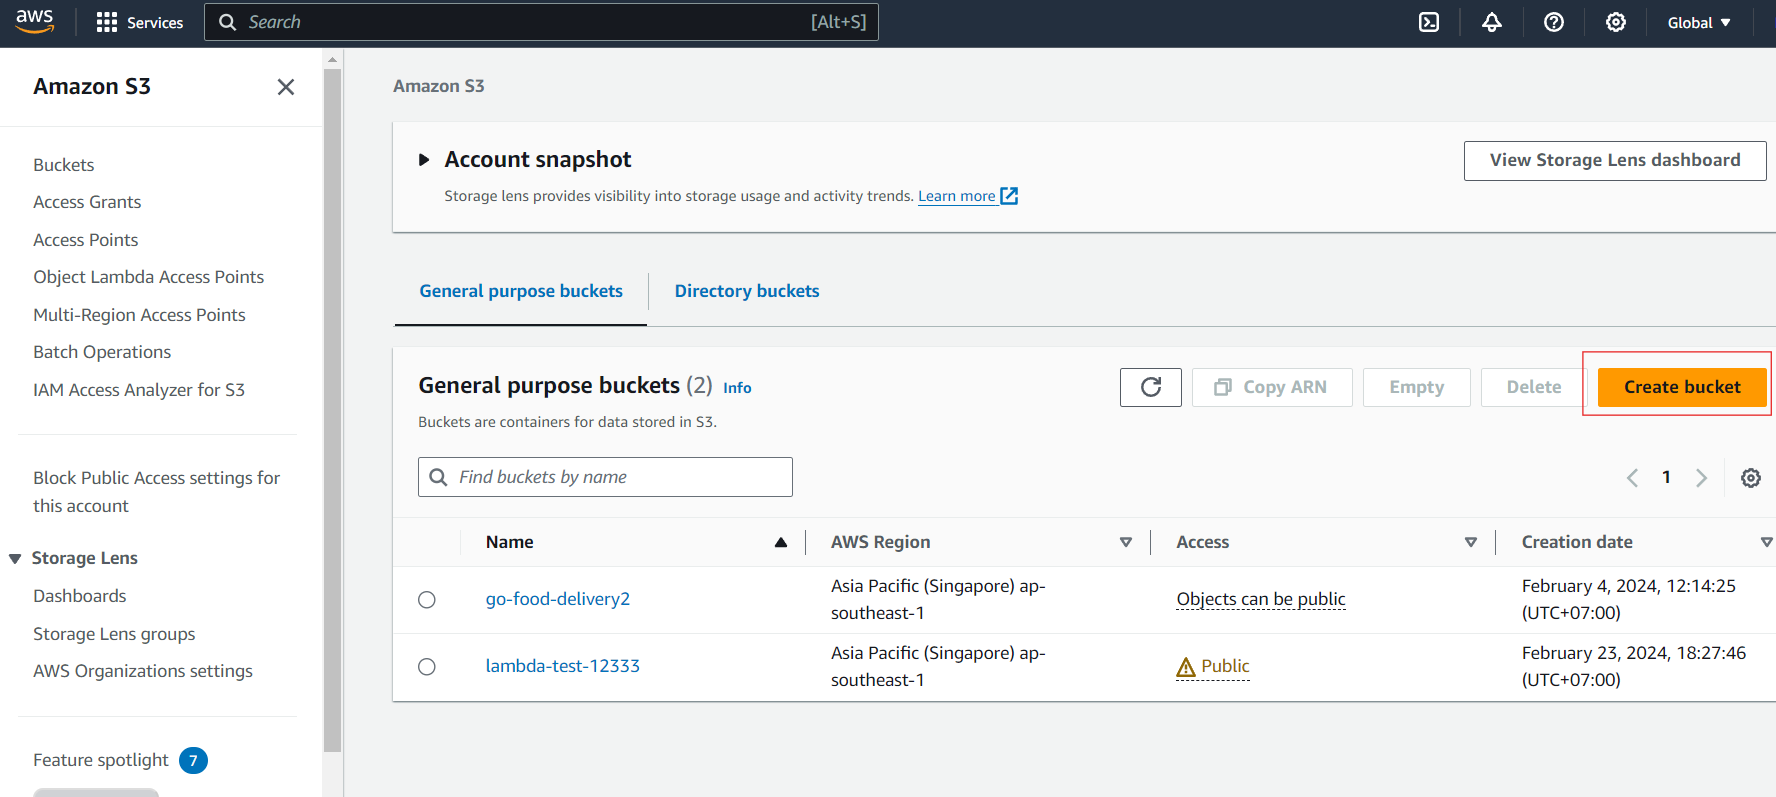 aws
Services
Search
[Alt+S]
Global
Amazon S3
Buckets
Access Grants
Access Points
Object Lambda Access Points
Multi-Region Access Points
Batch Operations
IAM Access Analyzer for S3
Block Public Access settings for
this account
Storage Lens
Dashboards
Storage Lens groups
AWS Organizations settings
Feature spotlight 7
Amazon S3
Account snapshot
View Storage Lens dashboard
Storage lens provides visibility into storage usage and activity trends. Learn more
General purpose buckets
Directory buckets
General purpose buckets (2) Info
Copy ARN
Empty
Delete
Create bucket
Buckets are containers for data stored in S3.
Find buckets by name
1
Name
AWS Region
Access
Creation date
go-food-delivery2
Asia Pacific (Singapore) ap-
southeast-1
Objects can be public
February 4, 2024, 12:14:25
(UTC+07:00)
lambda-test-12333
Asia Pacific (Singapore) ap-
southeast-1
Public
February 23, 2024, 18:27:46
(UTC+07:00)